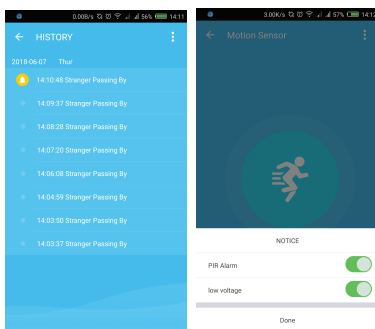 0.00B/s 56% 14:11
HISTORY
2018-06-07 Thur
14:10:48 Stranger Passing By
14:09:37 Stranger Passing By
14:08:28 Stranger Passing By
14:07:20 Stranger Passing By
14:06:08 Stranger Passing By
14:04:59 Stranger Passing By
14:03:50 Stranger Passing By
14:03:37 Stranger Passing By
3.00K/s 57% 14:12
Motion Sensor
NOTICE
PIR Alarm
low voltage
Done